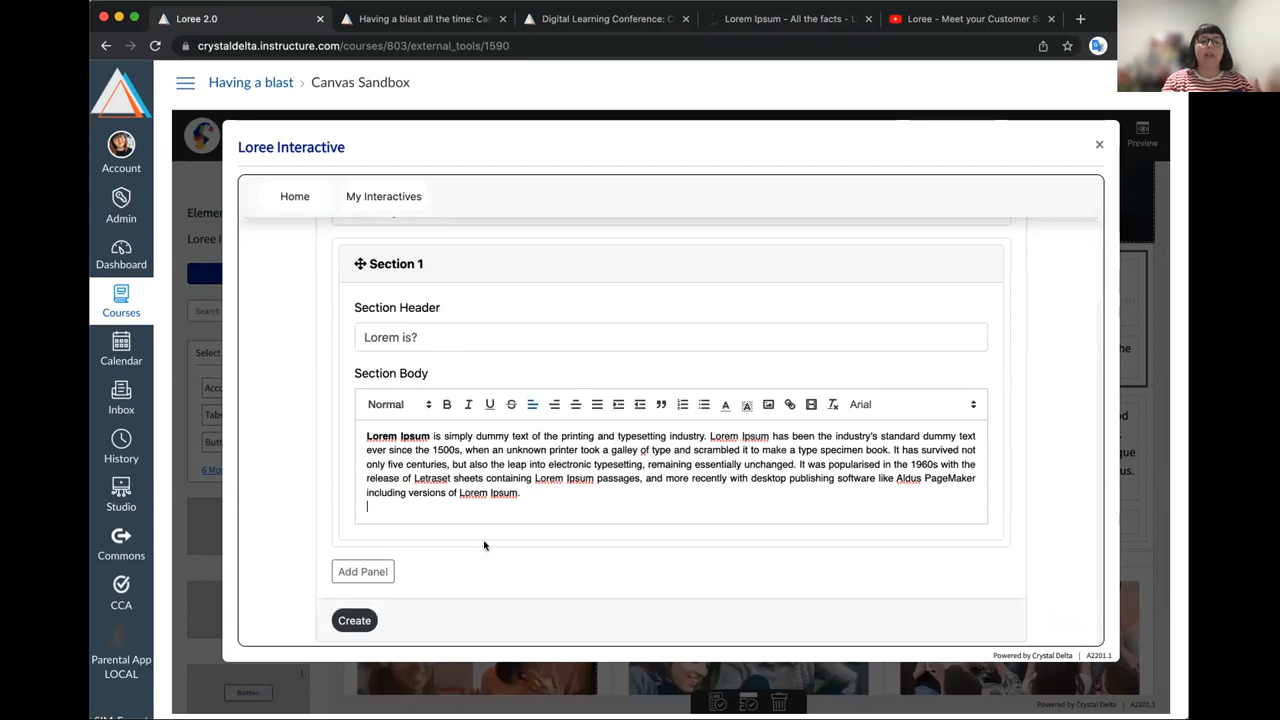 Loree 2.0
Having a blast all the time: Can
Digital Learning Conference: C
Lorem Ipsum - All the facts - L
Loree - Meet your Customer S
crystaldelta.instructure.com/courses/803/external_tools/1590
Having a blast › Canvas Sandbox
Account
Admin
Dashboard
Courses
Calendar
Inbox
History
Studio
Commons
CCA
Parental App
LOCAL
Preview
Elemen
Loree I
Search
Select
Acco
Tabs
Butt
6 Mo
Button
he
Loree Interactive
Home
My Interactives
Section 1
Section Header
Lorem is?
Section Body
Normal
Arial
Lorem Ipsum is simply dummy text of the printing and typesetting industry. Lorem Ipsum has been the industry's standard dummy text
ever since the 1500s, when an unknown printer took a galley of type and scrambled it to make a type specimen book. It has survived not
only five centuries, but also the leap into electronic typesetting, remaining essentially unchanged. It was popularised in the 1960s with the
release of Letraset sheets containing Lorem Ipsum passages, and more recently with desktop publishing software like Aldus PageMaker
including versions of Lorem Ipsum.
Add Panel
Create
Powered by Crystal Delta | A2201.1
Powered by Crystal Delta | A2201.1